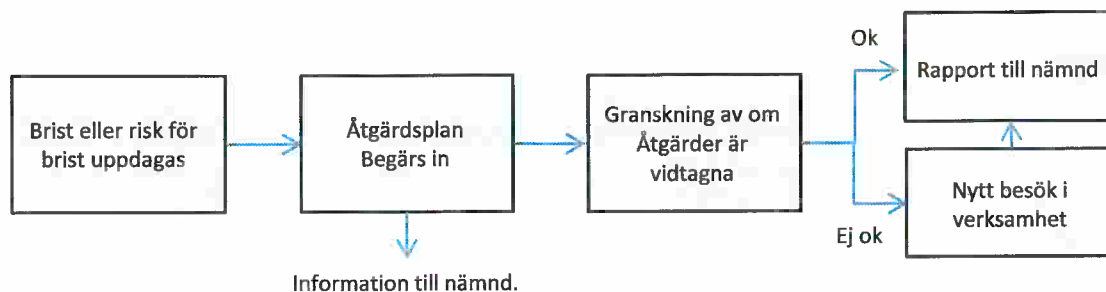 Brist eller risk för
brist uppdagas
Åtgärdsplan
Begärs in
Information till nämnd.
Granskning av om
Åtgärder är
vidtagna
Ok
Rapport till nämnd
Ej ok
Nytt besök i
verksamhet